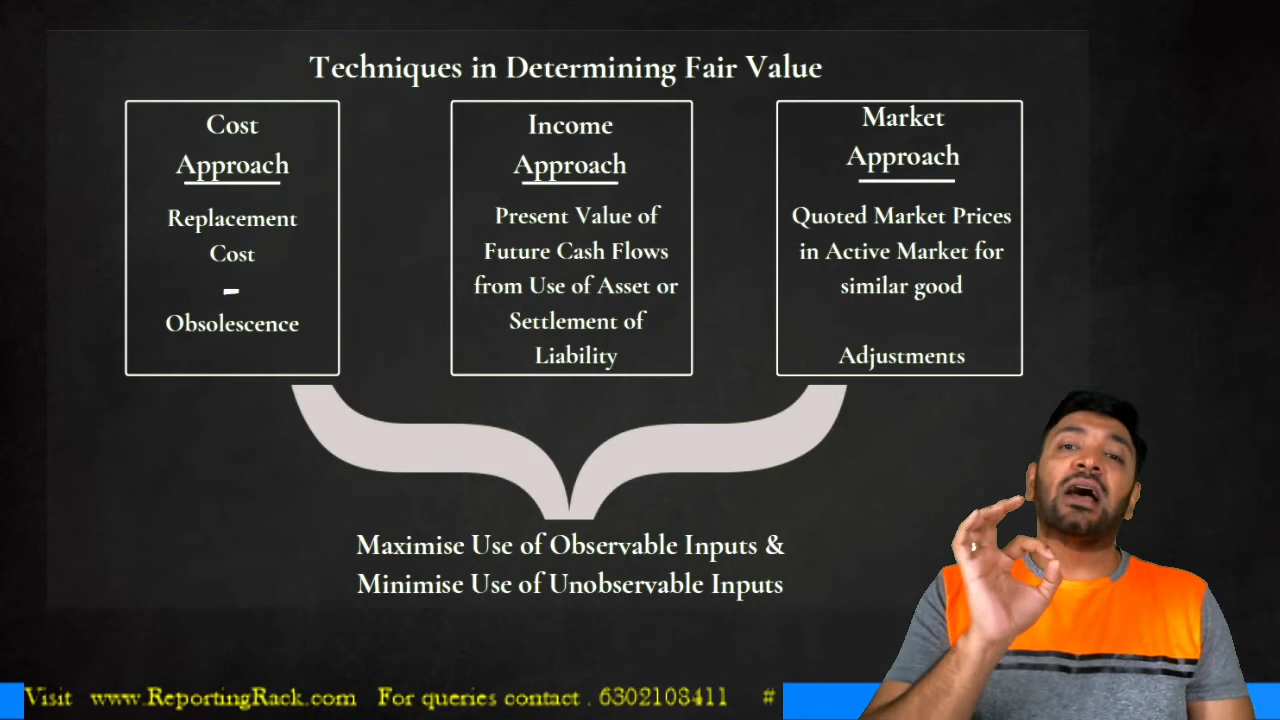 Techniques in Determining Fair Value
Cost
Approach
Replacement
Cost
-
Obsolescence
Income
Approach
Present Value of
Future Cash Flows
from Use of Asset or
Settlement of
Liability
Market
Approach
Quoted Market Prices
in Active Market for
similar good
Adjustments
Maximise Use of Observable Inputs &
Minimise Use of Unobservable Inputs
Visit www.ReportingRack.com For queries contact . 6302108411 #